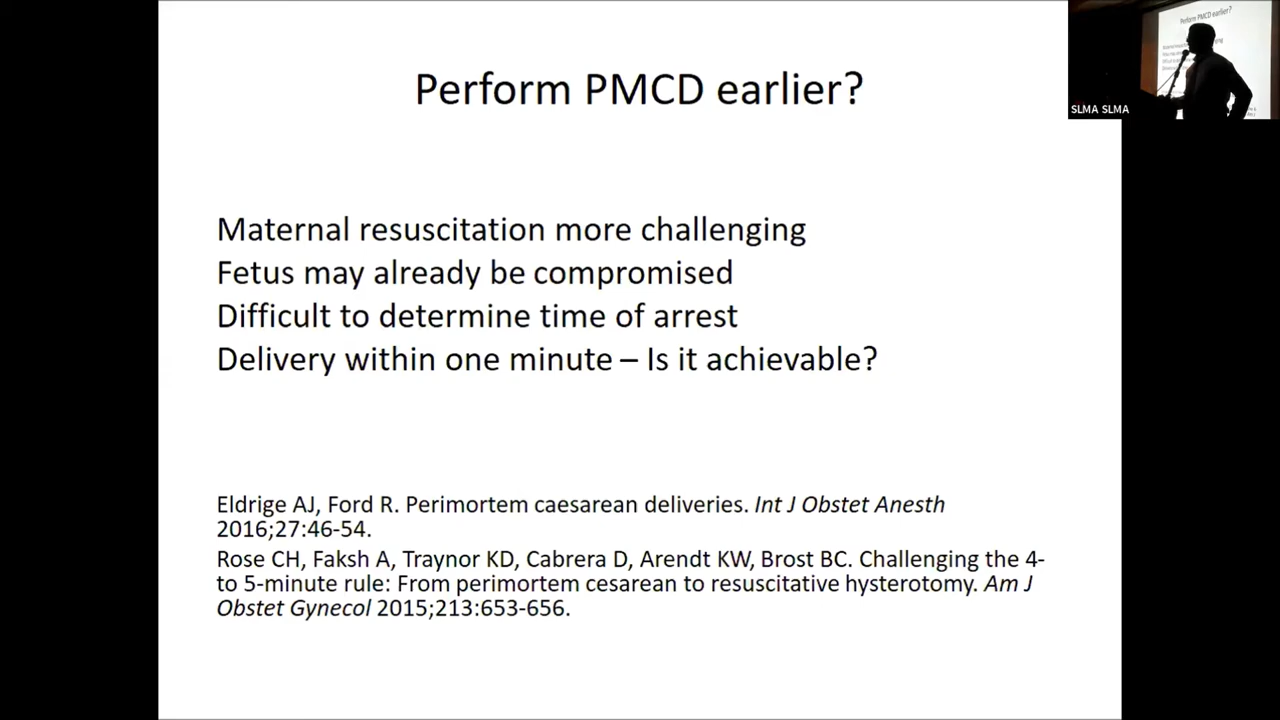 Perform PMCD earlier?
Maternal resuscitation more challenging
Fetus may already be compromised
Difficult to determine time of arrest
Delivery within one minute – Is it achievable?
Eldrige AJ, Ford R. Perimortem caesarean deliveries. Int J Obstet Anesth
2016;27:46-54.
Rose CH, Faksh A, Traynor KD, Cabrera D, Arendt KW, Brost BC. Challenging the 4-
to 5-minute rule: From perimortem cesarean to resuscitative hysterotomy. Am J
Obstet Gynecol 2015;213:653-656.
Perform PMCD earlier?
SLMA SLMA